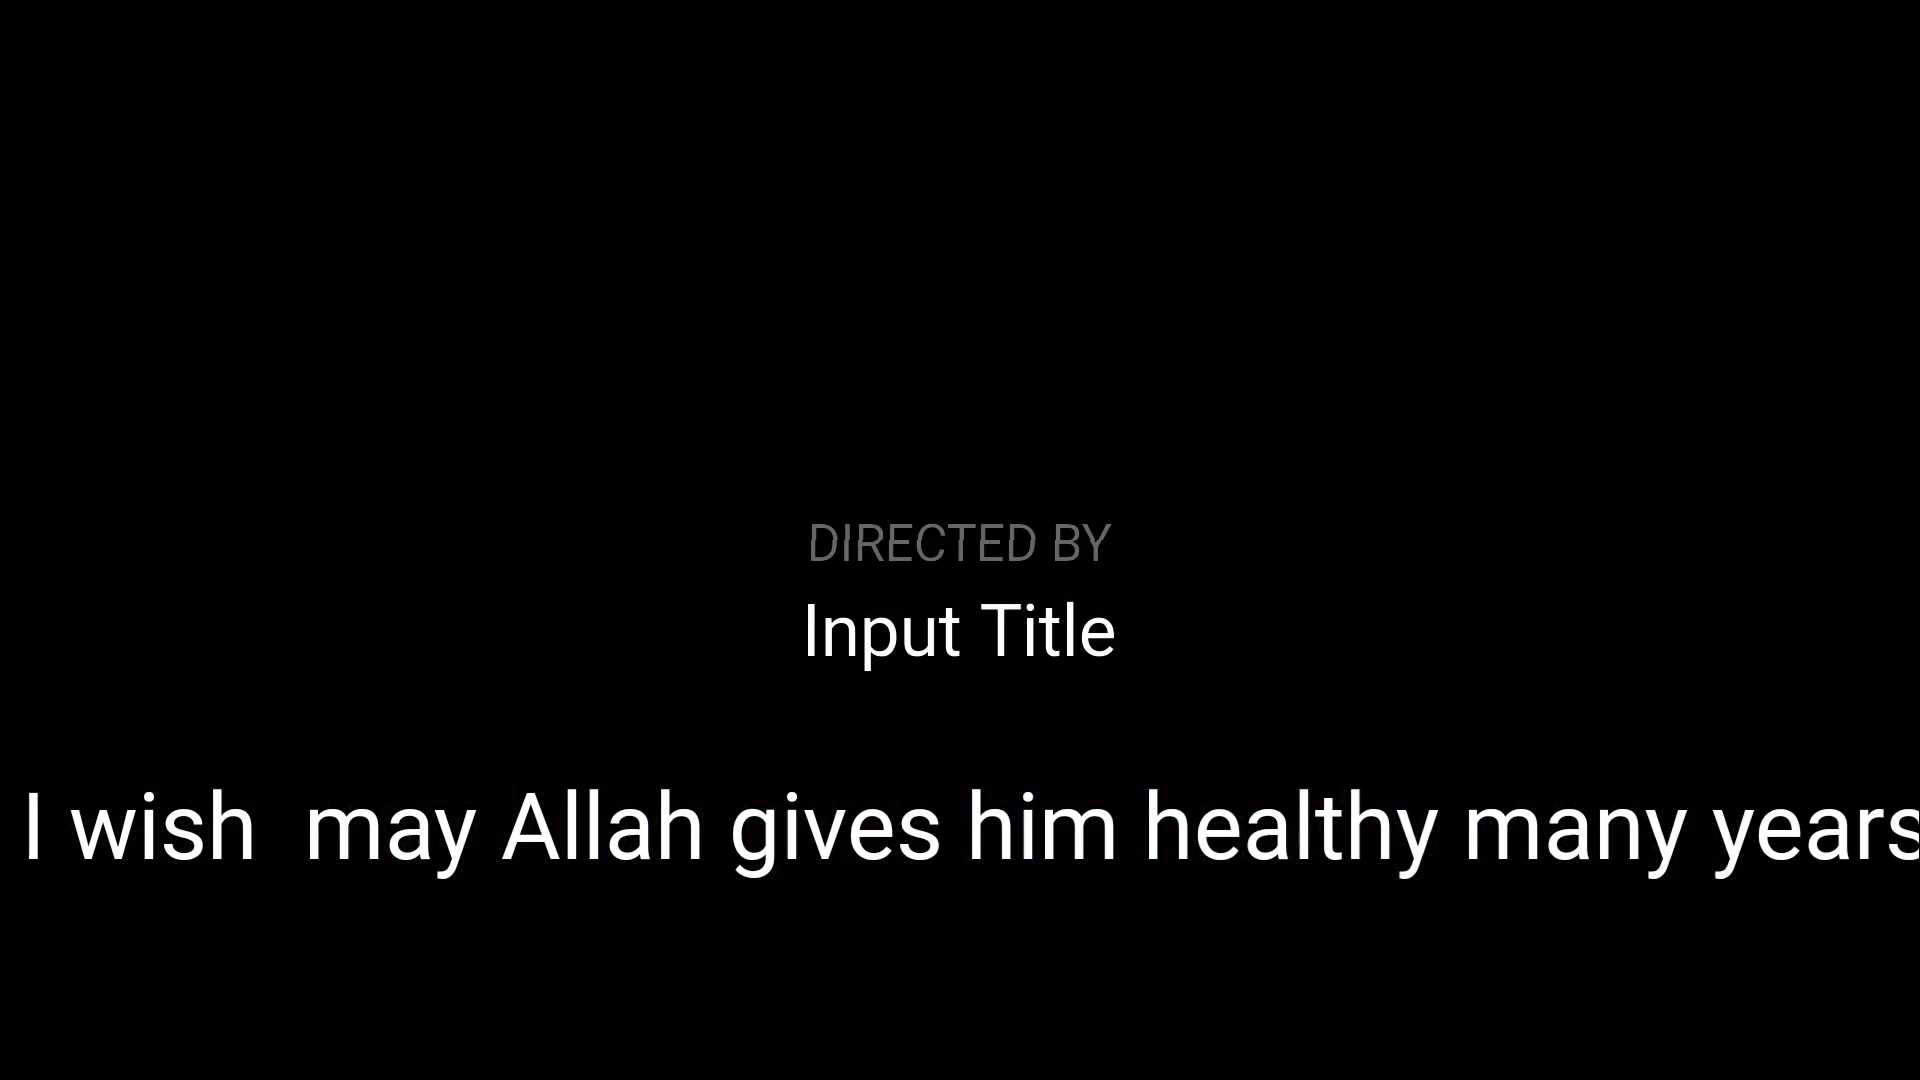 DIRECTED BY
Input Title
I wish  may Allah gives him healthy many years